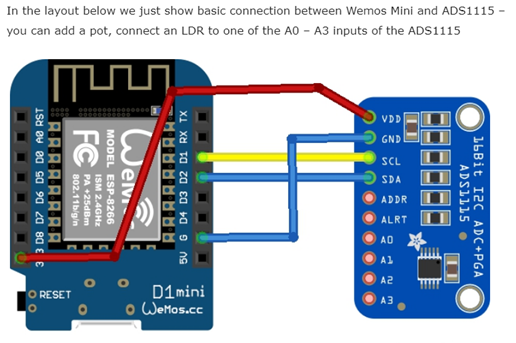 In the layout below we just show basic connection between Wemos Mini and ADS1115 –
you can add a pot, connect an LDR to one of the A0 – A3 inputs of the ADS1115
RST
A0
D0
D5
D6
D7
D8
3
TX
RX
D1
D2
D3
D4
G
5V
WeMos
MODEL ESP-8266
ISM 2.4GHz
PA +25dBm
802.11b/g/n
FC
RESET
D1 mini
WeMos.cc
VDD
GND
SCL
SDA
ADDR
ALRT
A0
A1
A2
A3
16Bit I2C ADC+PGA
ADS1115